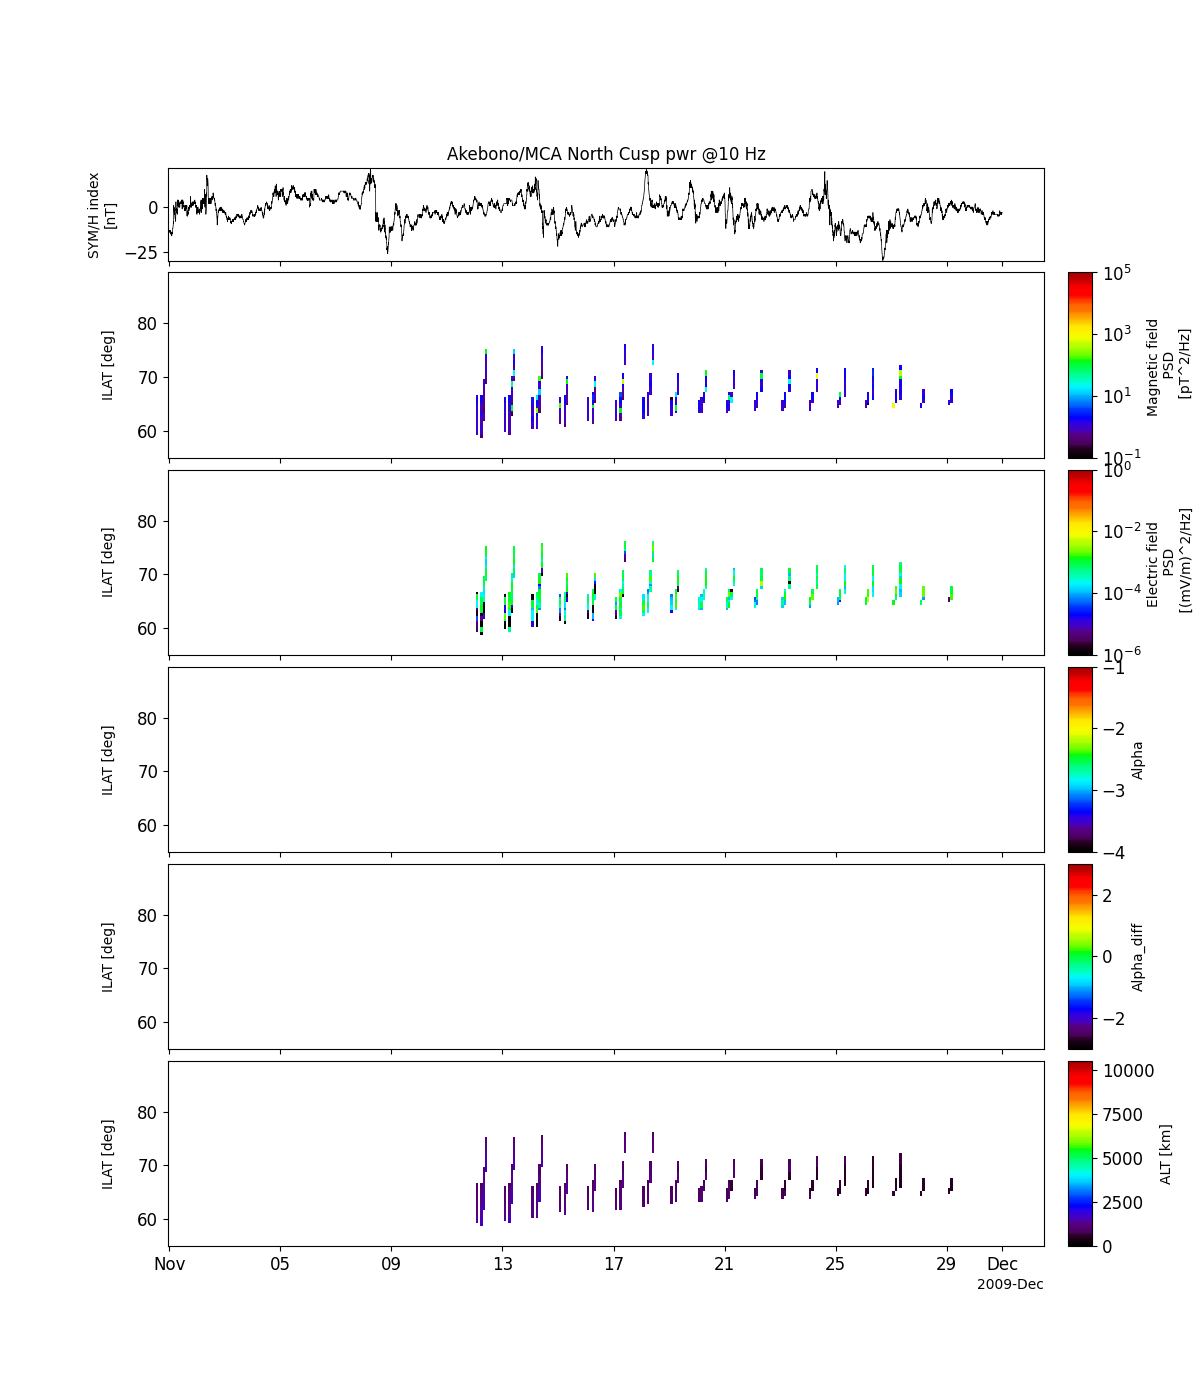 Akebono/MCA North Cusp pwr @10 Hz
SYM/H index
[nT]
0
−25
ILAT [deg]
80
70
60
10^5
10^3
10^1
10^−1
Magnetic field
PSD
[pT^2/Hz]
ILAT [deg]
80
70
60
10^0
10^−2
10^−4
10^−6
Electric field
PSD
[(mV/m)^2/Hz]
ILAT [deg]
80
70
60
−1
−2
−3
−4
Alpha
ILAT [deg]
80
70
60
2
0
−2
Alpha_diff
ILAT [deg]
80
70
60
10000
7500
5000
2500
0
ALT [km]
Nov 05 09 13 17 21 25 29 Dec
2009-Dec